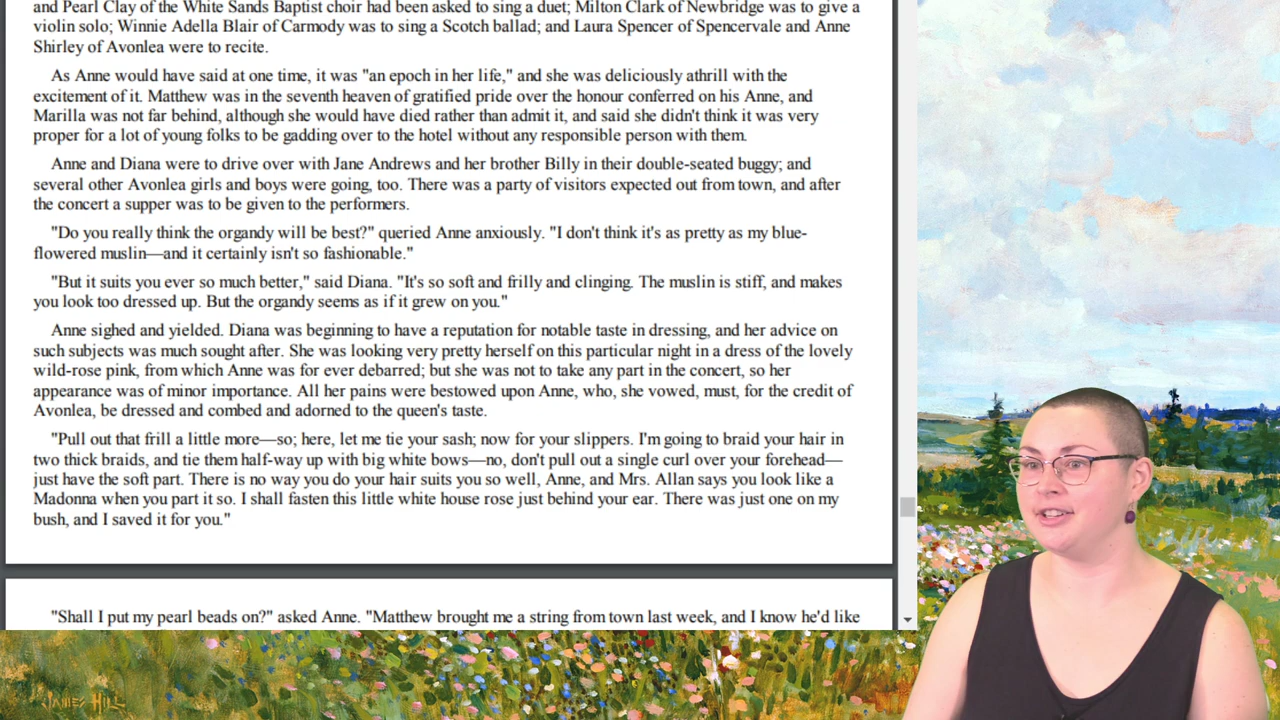 and Pearl Clay of the White Sands Baptist choir had been asked to sing a duet; Milton Clark of Newbridge was to give a
violin solo; Winnie Adella Blair of Carmody was to sing a Scotch ballad; and Laura Spencer of Spencervale and Anne
Shirley of Avonlea were to recite.
As Anne would have said at one time, it was "an epoch in her life," and she was deliciously athrill with the
excitement of it. Matthew was in the seventh heaven of gratified pride over the honour conferred on his Anne, and
Marilla was not far behind, although she would have died rather than admit it, and said she didn't think it was very
proper for a lot of young folks to be gadding over to the hotel without any responsible person with them.
Anne and Diana were to drive over with Jane Andrews and her brother Billy in their double-seated buggy; and
several other Avonlea girls and boys were going, too. There was a party of visitors expected out from town, and after
the concert a supper was to be given to the performers.
"Do you really think the organdy will be best?" queried Anne anxiously. "I don't think it's as pretty as my blue-
flowered muslin—and it certainly isn't so fashionable."
"But it suits you ever so much better," said Diana. "It's so soft and frilly and clinging. The muslin is stiff, and makes
you look too dressed up. But the organdy seems as if it grew on you."
Anne sighed and yielded. Diana was beginning to have a reputation for notable taste in dressing, and her advice on
such subjects was much sought after. She was looking very pretty herself on this particular night in a dress of the lovely
wild-rose pink, from which Anne was for ever debarred; but she was not to take any part in the concert, so her
appearance was of minor importance. All her pains were bestowed upon Anne, who, she vowed, must, for the credit of
Avonlea, be dressed and combed and adorned to the queen's taste.
"Pull out that frill a little more—so; here, let me tie your sash; now for your slippers. I'm going to braid your hair in
two thick braids, and tie them half-way up with big white bows—no, don't pull out a single curl over your forehead—
just have the soft part. There is no way you do your hair suits you so well, Anne, and Mrs. Allan says you look like a
Madonna when you part it so. I shall fasten this little white house rose just behind your ear. There was just one on my
bush, and I saved it for you."
"Shall I put my pearl beads on?" asked Anne. "Matthew brought me a string from town last week, and I know he'd like
JAMES HILL